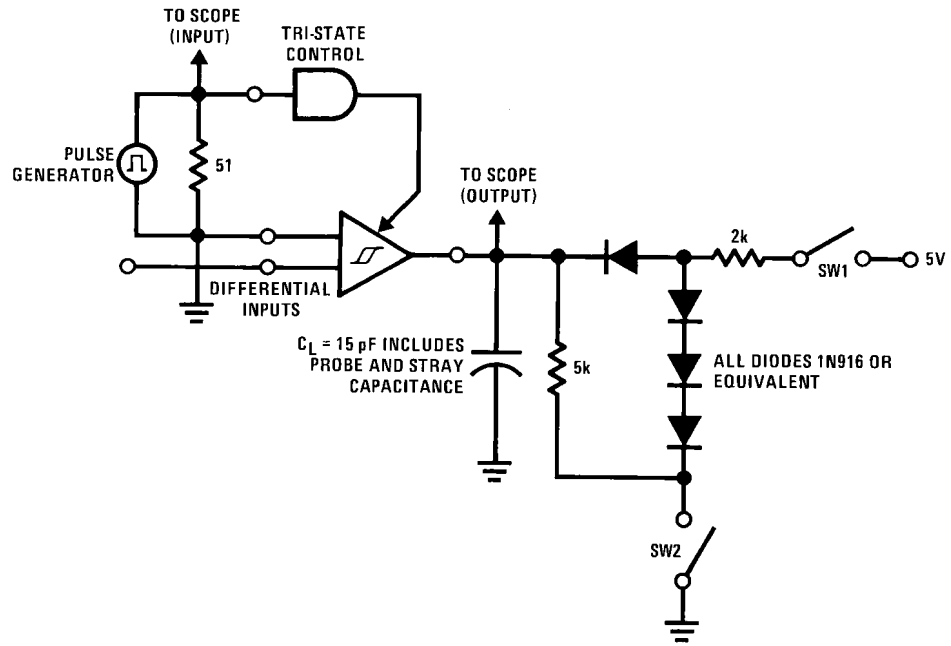 TO SCOPE
(INPUT)
TRI-STATE
CONTROL
PULSE
GENERATOR
51
TO SCOPE
(OUTPUT)
2k
SW1
5V
DIFFERENTIAL
INPUTS
CL = 15 pF INCLUDES
PROBE AND STRAY
CAPACITANCE
5k
ALL DIODES 1N916 OR
EQUIVALENT
SW2